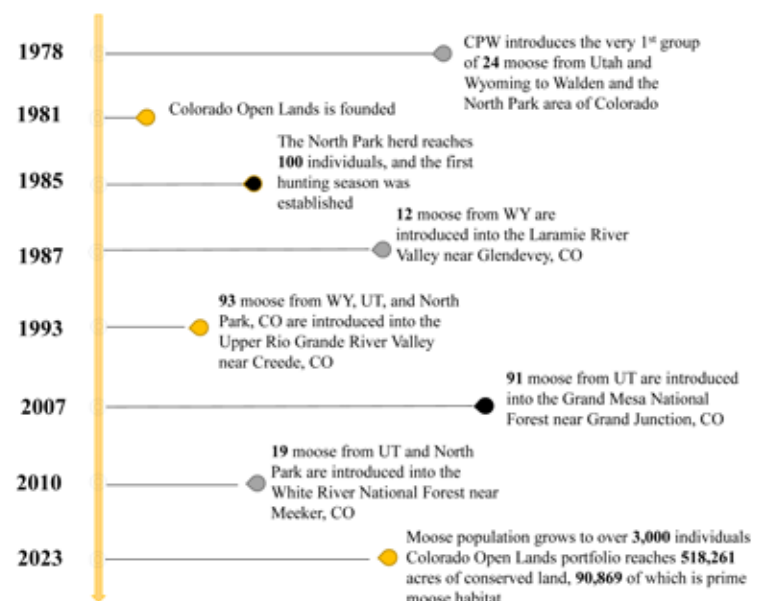 1978
CPW introduces the very 1st group
of 24 moose from Utah and
Wyoming to Walden and the
North Park area of Colorado
1981
Colorado Open Lands is founded
The North Park herd reaches
100 individuals, and the first
1985
hunting season was
established
12 moose from WY are
introduced into the Laramie River
1987
Valley near Glendevey, CO
93 moose from WY, UT, and North
1993
Park, CO are introduced into the
Upper Rio Grande River Valley
near Creede, CO
91 moose from UT are introduced
2007
into the Grand Mesa National
Forest near Grand Junction, CO
19 moose from UT and North
2010
Park are introduced into the
White River National Forest near
Meeker, CO
Moose population grows to over 3,000 individuals
2023
Colorado Open Lands portfolio reaches 518,261
acres of conserved land, 90,869 of which is prime
moose habitat